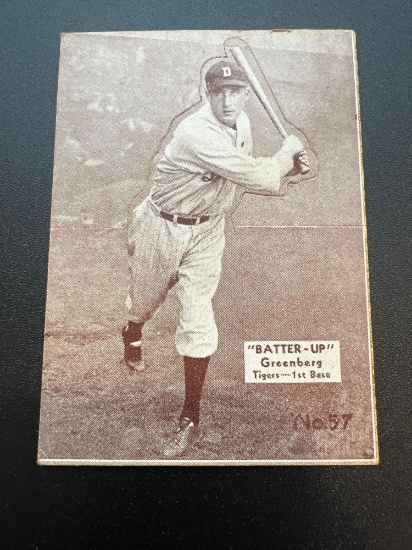 D
"BATTER-UP"
Greenberg
Tigers—1st Base
No. 57